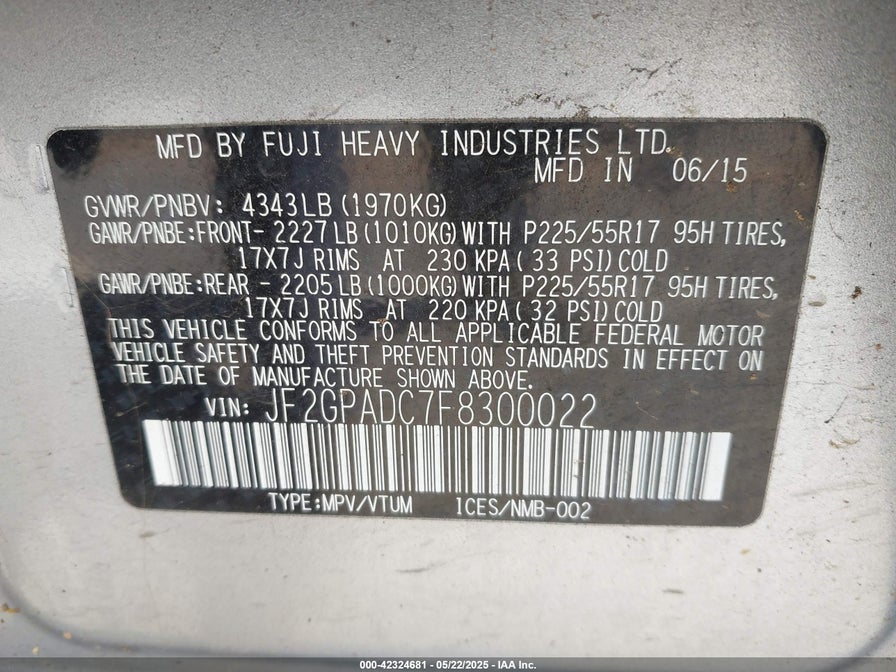 MFD BY FUJI HEAVY INDUSTRIES LTD.
MFD IN 06/15
GVWR/PNBV: 4343LB (1970KG)
GAWR/PNBE:FRONT- 2227LB(1010KG)WITH P225/55R17 95H TIRES,
17X7J RIMS AT 230 KPA( 33 PSI)COLD
GAWR/PNBE:REAR - 2205LB(1000KG)WITH P225/55R17 95H TIRES,
17X7J RIMS AT 220 KPA( 32 PSI)COLD
THIS VEHICLE CONFORMS TO ALL APPLICABLE FEDERAL MOTOR
VEHICLE SAFETY AND THEFT PREVENTION STANDARDS IN EFFECT ON
THE DATE OF MANUFACTURE SHOWN ABOVE.
VIN: JF2GPADC7F8300022
TYPE:MPV/VTUM ICES/NMB-002
000-42324681 - 05/22/2025 - IAA Inc.